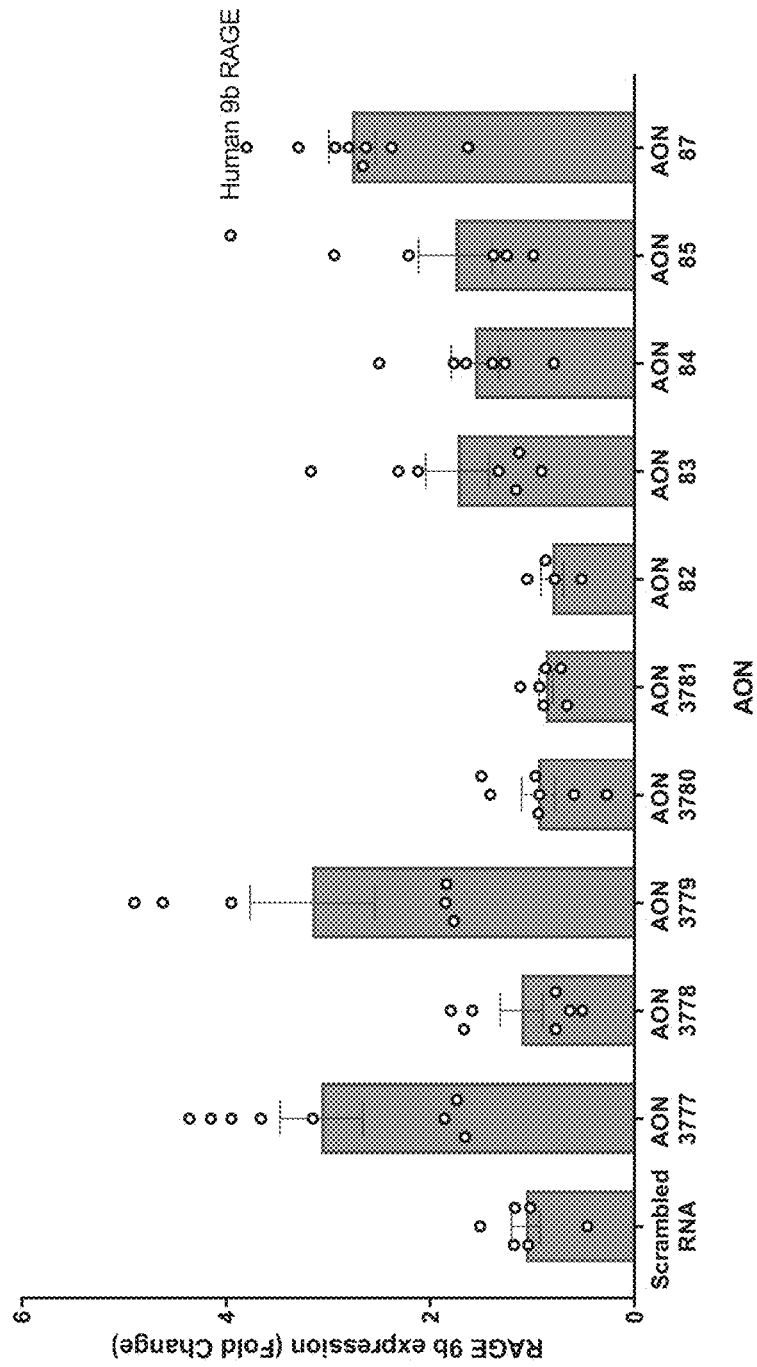 Human 9b RAGE
RAGE 9b expression (Fold Change)
6
4
2
0
Scrambled
RNA
AON
3777
AON
3778
AON
3779
AON
3780
AON
3781
AON
82
AON
83
AON
84
AON
85
AON
87
AON